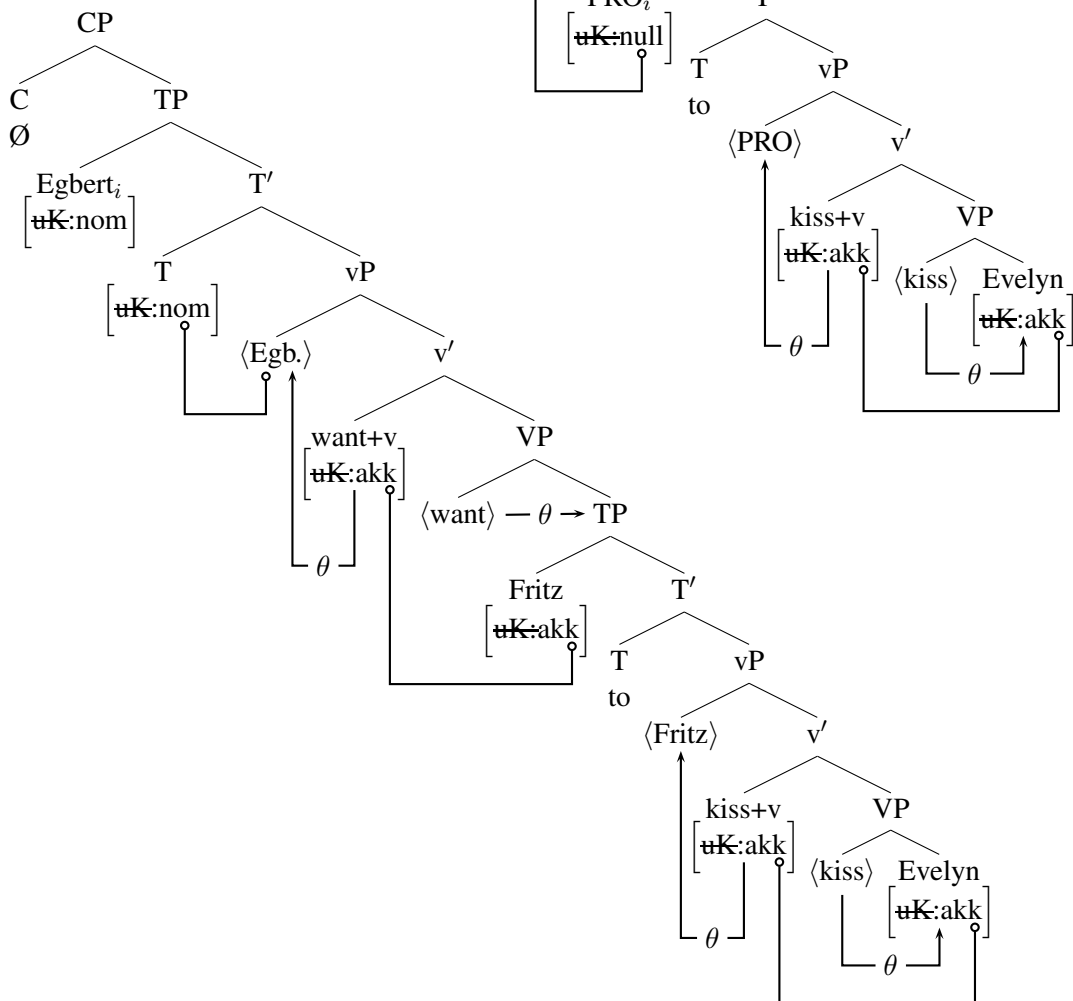 CP
C TP
Ø
Egbertᵢ T′
[uK:nom]
T vP
[uK:nom]
⟨Egb.⟩ v′
want+v VP
[uK:akk]
⟨want⟩ θ TP
θ
Fritz T′
[uK:akk]
T vP
to
⟨Fritz⟩ v′
kiss+v VP
[uK:akk]
⟨kiss⟩ Evelyn
[uK:akk]
θ
θ
PROᵢ
[uK:null]
T vP
to
⟨PRO⟩ v′
kiss+v VP
[uK:akk]
⟨kiss⟩ Evelyn
[uK:akk]
θ
θ